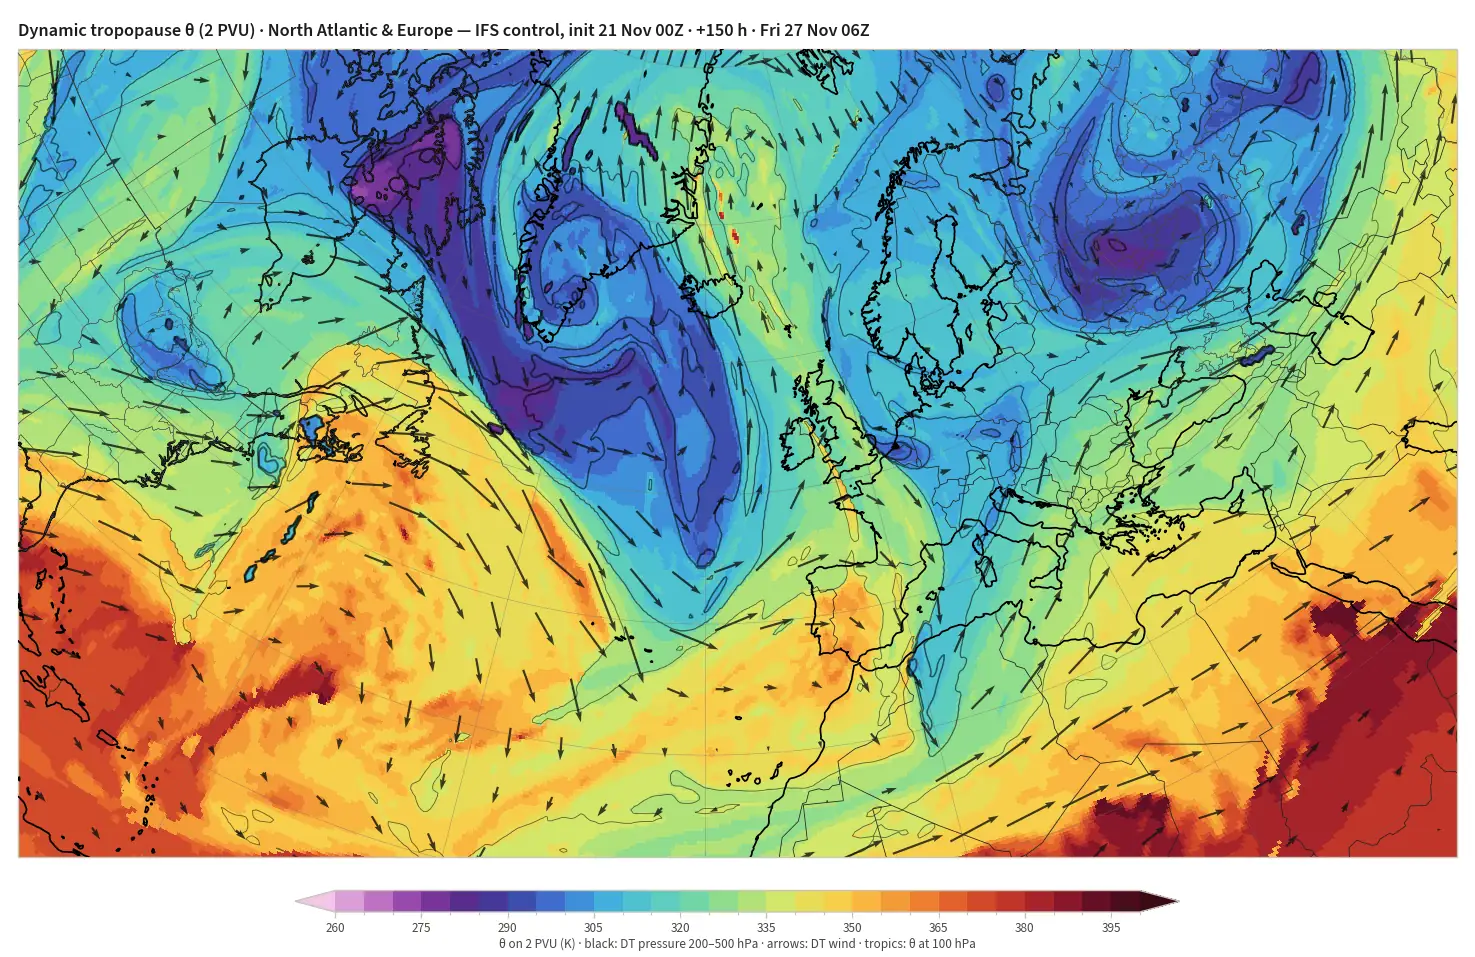 Dynamic tropopause θ (2 PVU) · North Atlantic & Europe — IFS control, init 21 Nov 00Z · +150 h · Fri 27 Nov 06Z
260 275 290 305 320 335 350 365 380 395
θ on 2 PVU (K) · black: DT pressure 200–500 hPa · arrows: DT wind · tropics: θ at 100 hPa